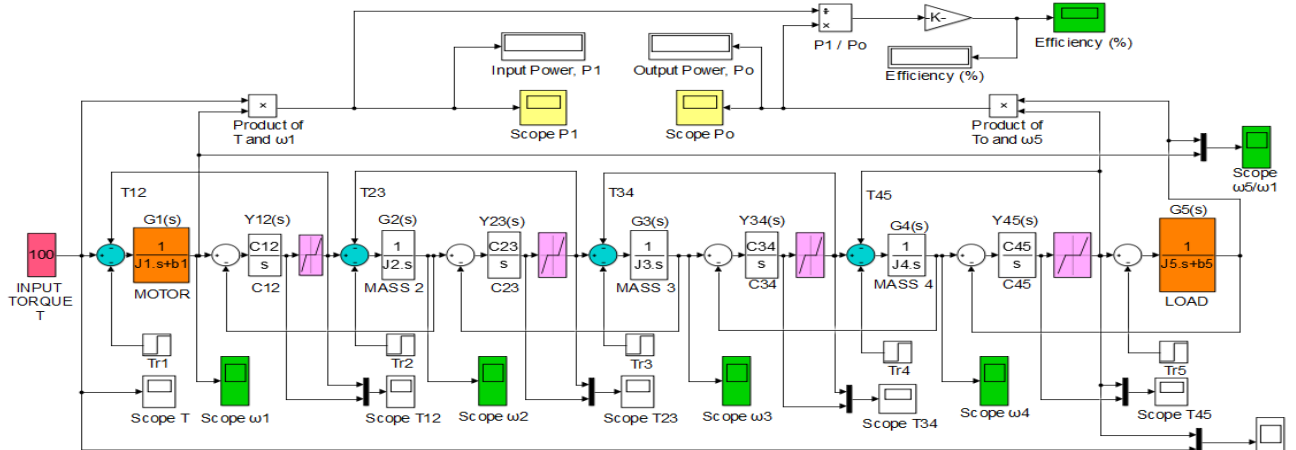 -K-
P1 / Po
Efficiency (%)
Input Power, P1
Output Power, Po
Efficiency (%)
×
Product of
T and ω1
Scope P1
Scope Po
×
Product of
To and ω5
Scope
ω5/ω1
T12
T23
T34
T45
G1(s)
Y12(s)
G2(s)
Y23(s)
G3(s)
Y34(s)
G4(s)
Y45(s)
G5(s)
100
1
J1.s+b1
C12
s
1
J2.s
C23
s
1
J3.s
C34
s
1
J4.s
C45
s
1
J5.s+b5
INPUT
TORQUE
T
MOTOR
C12
MASS 2
C23
MASS 3
C34
MASS 4
C45
LOAD
Tr1
Tr2
Tr3
Tr4
Tr5
Scope T
Scope ω1
Scope T12
Scope ω2
Scope T23
Scope ω3
Scope T34
Scope ω4
Scope T45